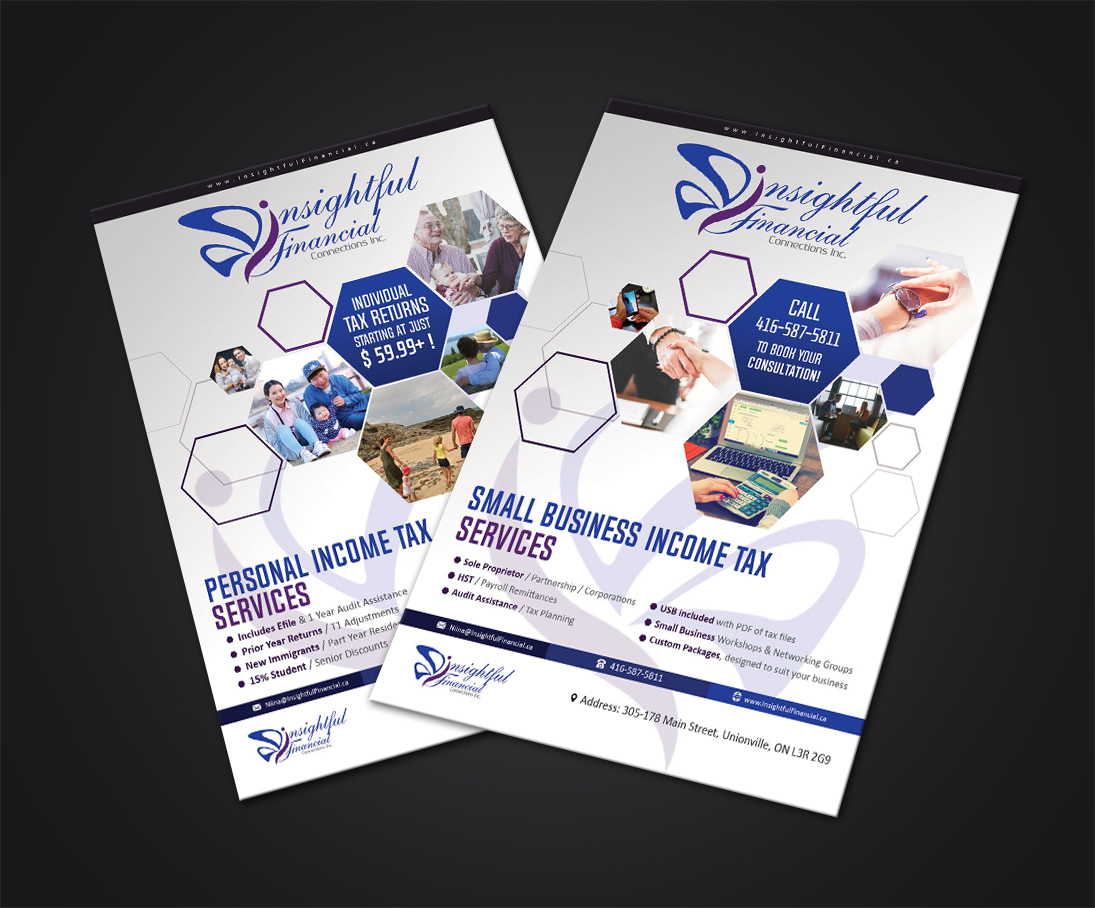 www.InsightfulFinancial.ca
Insightful
Financial
Connections Inc.
INDIVIDUAL
TAX RETURNS
STARTING AT JUST
$ 59.99+ !
PERSONAL INCOME TAX
SERVICES
Includes Efile & 1 Year Audit Assistance
Prior Year Returns / T1 Adjustments
New Immigrants / Part Year
15% Student / Senior Discounts
Niina@InsightfulFinancial.ca
Insightful
Financial
Connections Inc.
www.InsightfulFinancial.ca
Insightful
Financial
Connections Inc.
CALL
416-587-5811
TO BOOK YOUR
CONSULTATION!
SMALL BUSINESS INCOME TAX
SERVICES
Sole Proprietor / Partnership / Corporations
HST / Payroll Remittances
Audit Assistance / Tax Planning
USB included with PDF of tax files
Small Business Workshops & Networking Groups
Custom Packages, designed to suit your business
Niina@InsightfulFinancial.ca
416-587-5811
www.InsightfulFinancial.ca
Insightful
Financial
Connections Inc.
Address: 305-178 Main Street, Unionville, ON L3R 2G9